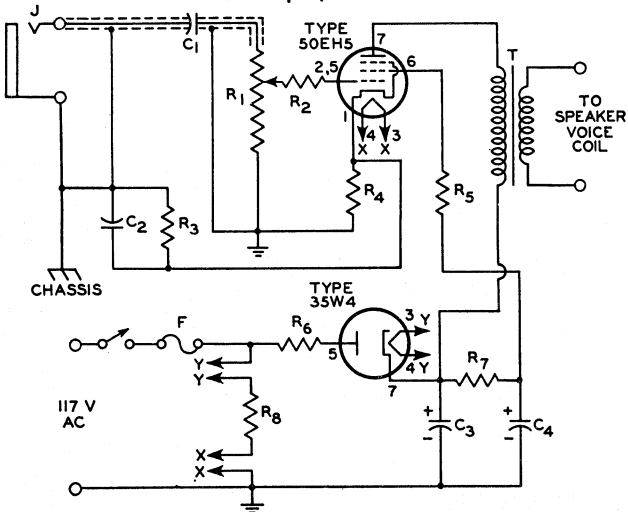 J
C1
TYPE
50EH5
7
6
2,5
R1
R2
1
4
3
X
X
T
TO
SPEAKER
VOICE
COIL
R4
R5
C2
R3
CHASSIS
TYPE
35W4
3
Y
4
Y
5
7
F
R6
R7
Y
Y
R8
117 V
AC
X
X
+
-
C3
+
-
C4